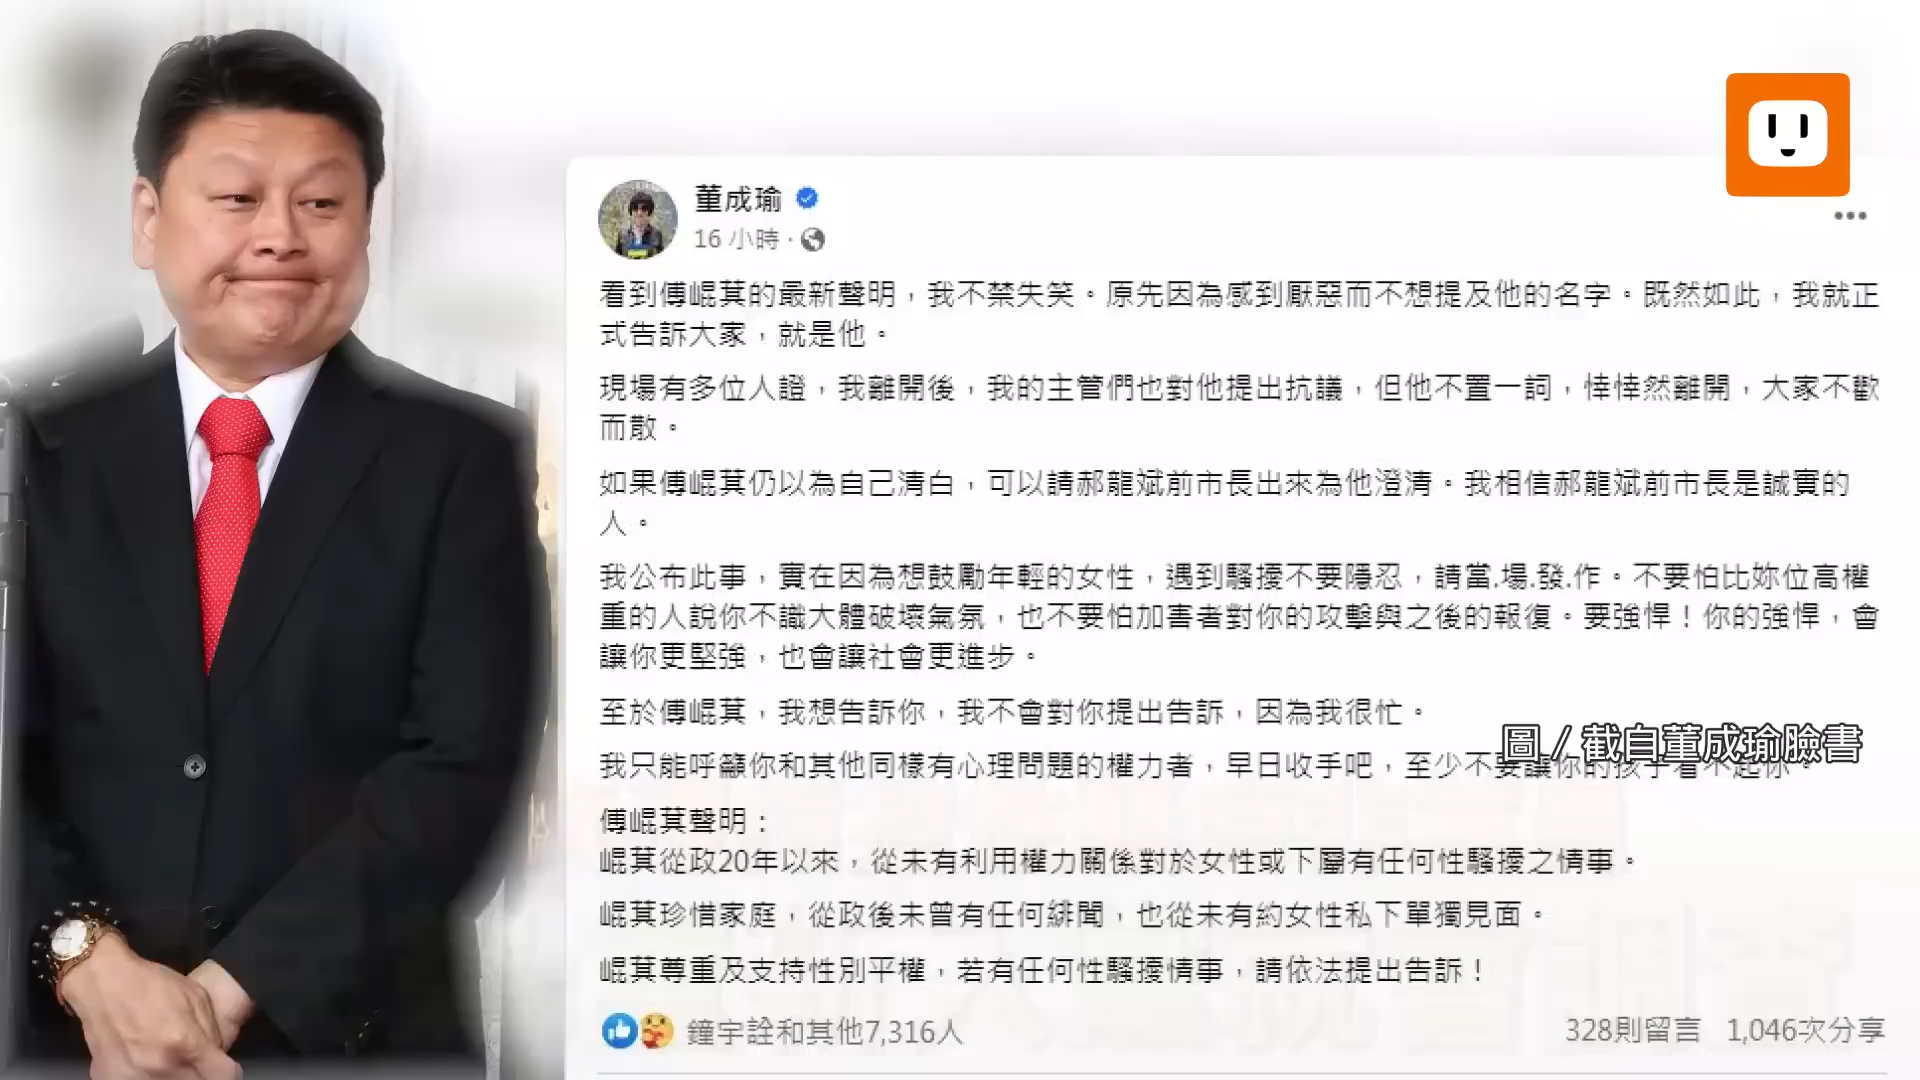 董成瑜
16 小時
看到傅崐萁的最新聲明，我不禁失笑。原先因為感到厭惡而不想提及他的名字。既然如此，我就正
式告訴大家，就是他。
現場有多位人證，我離開後，我的主管們也對他提出抗議，但他不置一詞，悻悻然離開，大家不歡
而散。
如果傅崐萁仍以為自己清白，可以請郝龍斌前市長出來為他澄清。我相信郝龍斌前市長是誠實的
人。
我公布此事，實在因為想鼓勵年輕的女性，遇到騷擾不要隱忍，請當.場.發.作。不要怕比妳位高權
重的人說你不識大體破壞氣氛，也不要怕加害者對你的攻擊與之後的報復。要強悍！你的強悍，會
讓你更堅強，也會讓社會更進步。
至於傅崐萁，我想告訴你，我不會對你提出告訴，因為我很忙。
圖／截自董成瑜臉書
我只能呼籲你和其他同樣有心理問題的權力者，早日收手吧，至少不要讓你的孩子看不起你。
傅崐萁聲明：
崐萁從政20年以來，從未有利用權力關係對於女性或下屬有任何性騷擾之情事。
崐萁珍惜家庭，從政後未曾有任何緋聞，也從未有約女性私下單獨見面。
崐萁尊重及支持性別平權，若有任何性騷擾情事，請依法提出告訴！
鐘宇詮和其他7,316人
328則留言 1,046次分享